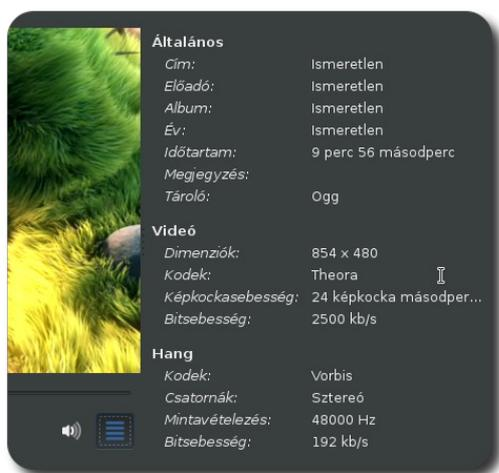 Általános
Cím: Ismeretlen
Előadó: Ismeretlen
Album: Ismeretlen
Év: Ismeretlen
Időtartam: 9 perc 56 másodperc
Megjegyzés:
Tároló: Ogg
Videó
Dimenziók: 854 x 480
Kodek: Theora
Képkockasebesség: 24 képkocka másodper...
Bitsebesség: 2500 kb/s
Hang
Kodek: Vorbis
Csatornák: Sztereó
Mintavételezés: 48000 Hz
Bitsebesség: 192 kb/s